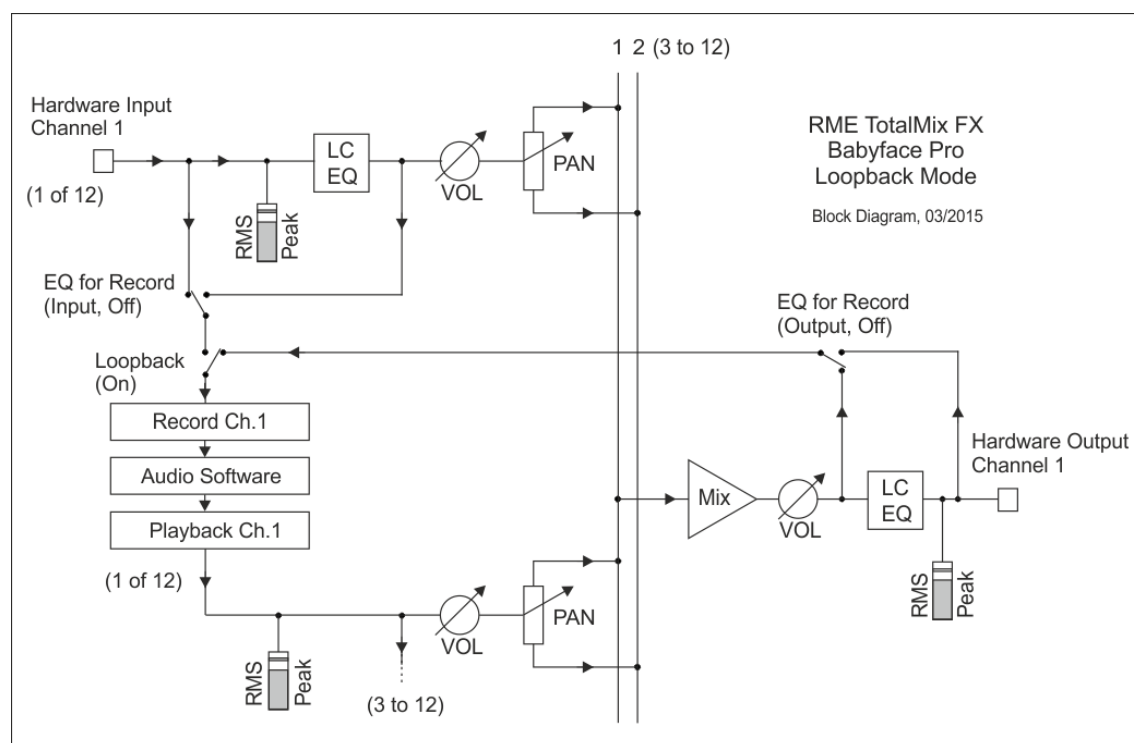 1 2 (3 to 12)
Hardware Input
Channel 1
(1 of 12)
LC
EQ
VOL
PAN
RMS
Peak
RME TotalMix FX
Babyface Pro
Loopback Mode
Block Diagram, 03/2015
EQ for Record
(Input, Off)
EQ for Record
(Output, Off)
Loopback
(On)
Record Ch.1
Audio Software
Playback Ch.1
(1 of 12)
Mix
VOL
LC
EQ
Hardware Output
Channel 1
RMS
Peak
VOL
PAN
RMS
Peak
(3 to 12)